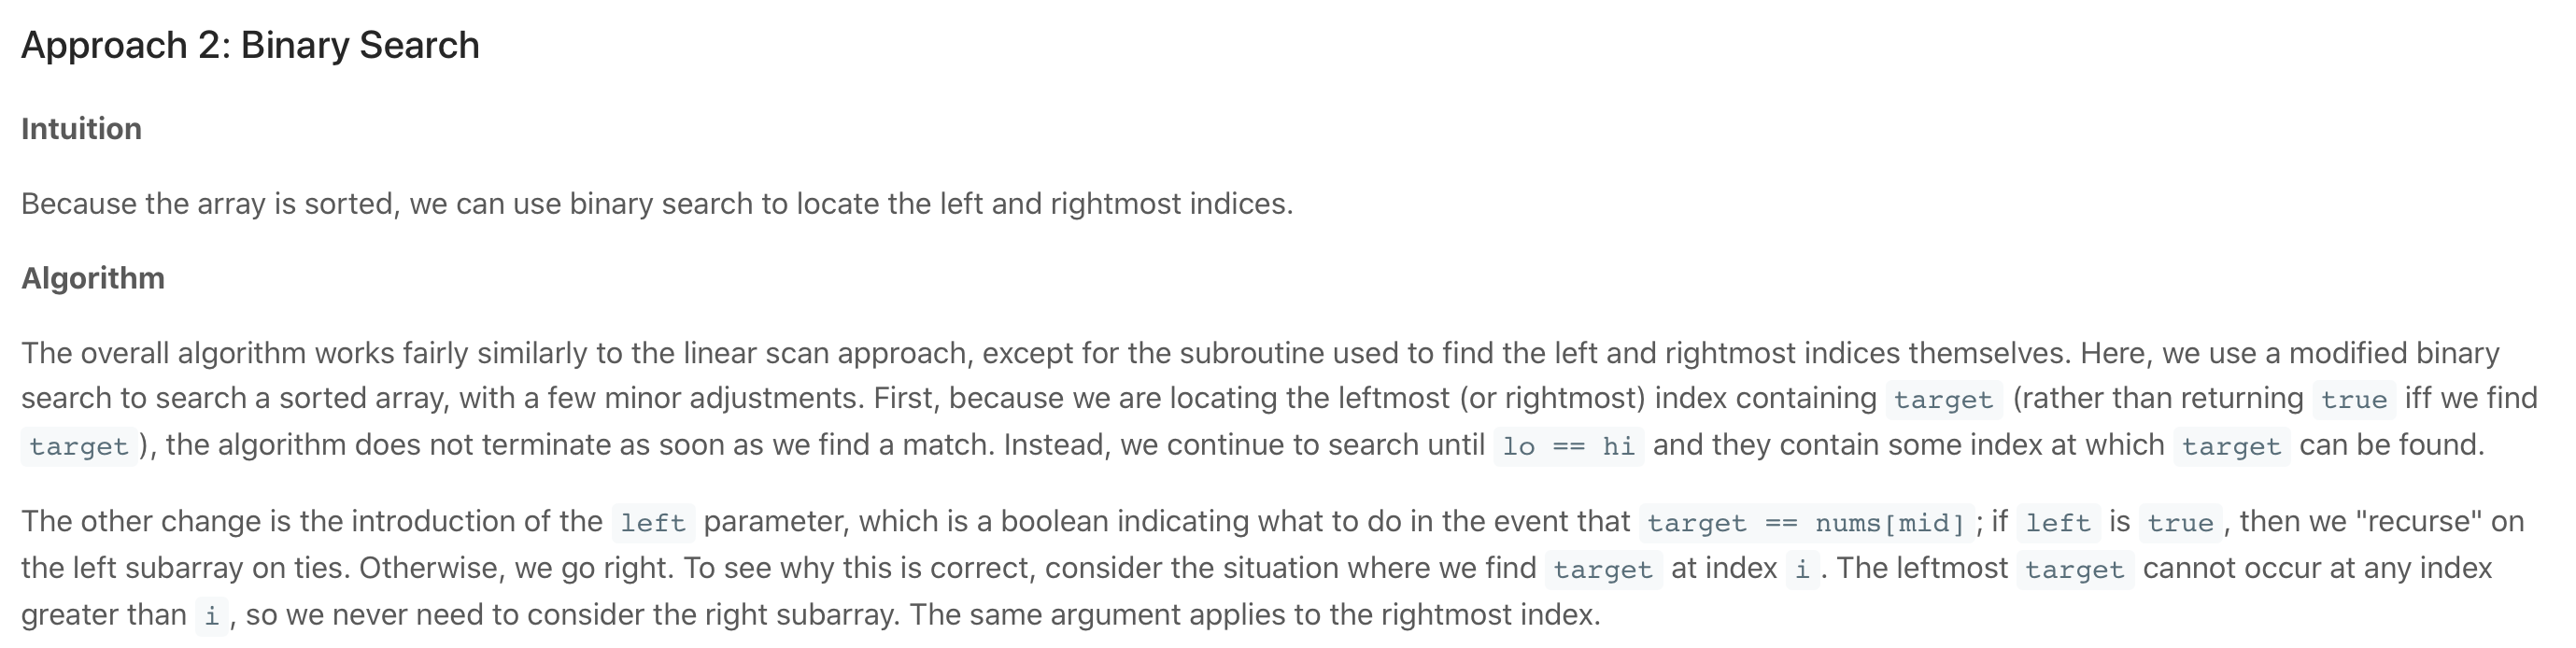 Approach 2: Binary Search
Intuition
Because the array is sorted, we can use binary search to locate the left and rightmost indices.
Algorithm
The overall algorithm works fairly similarly to the linear scan approach, except for the subroutine used to find the left and rightmost indices themselves. Here, we use a modified binary
search to search a sorted array, with a few minor adjustments. First, because we are locating the leftmost (or rightmost) index containing target (rather than returning true iff we find
target ), the algorithm does not terminate as soon as we find a match. Instead, we continue to search until lo == hi and they contain some index at which target can be found.
The other change is the introduction of the left parameter, which is a boolean indicating what to do in the event that target == nums[mid] ; if left is true , then we "recurse" on
the left subarray on ties. Otherwise, we go right. To see why this is correct, consider the situation where we find target at index i . The leftmost target cannot occur at any index
greater than i , so we never need to consider the right subarray. The same argument applies to the rightmost index.